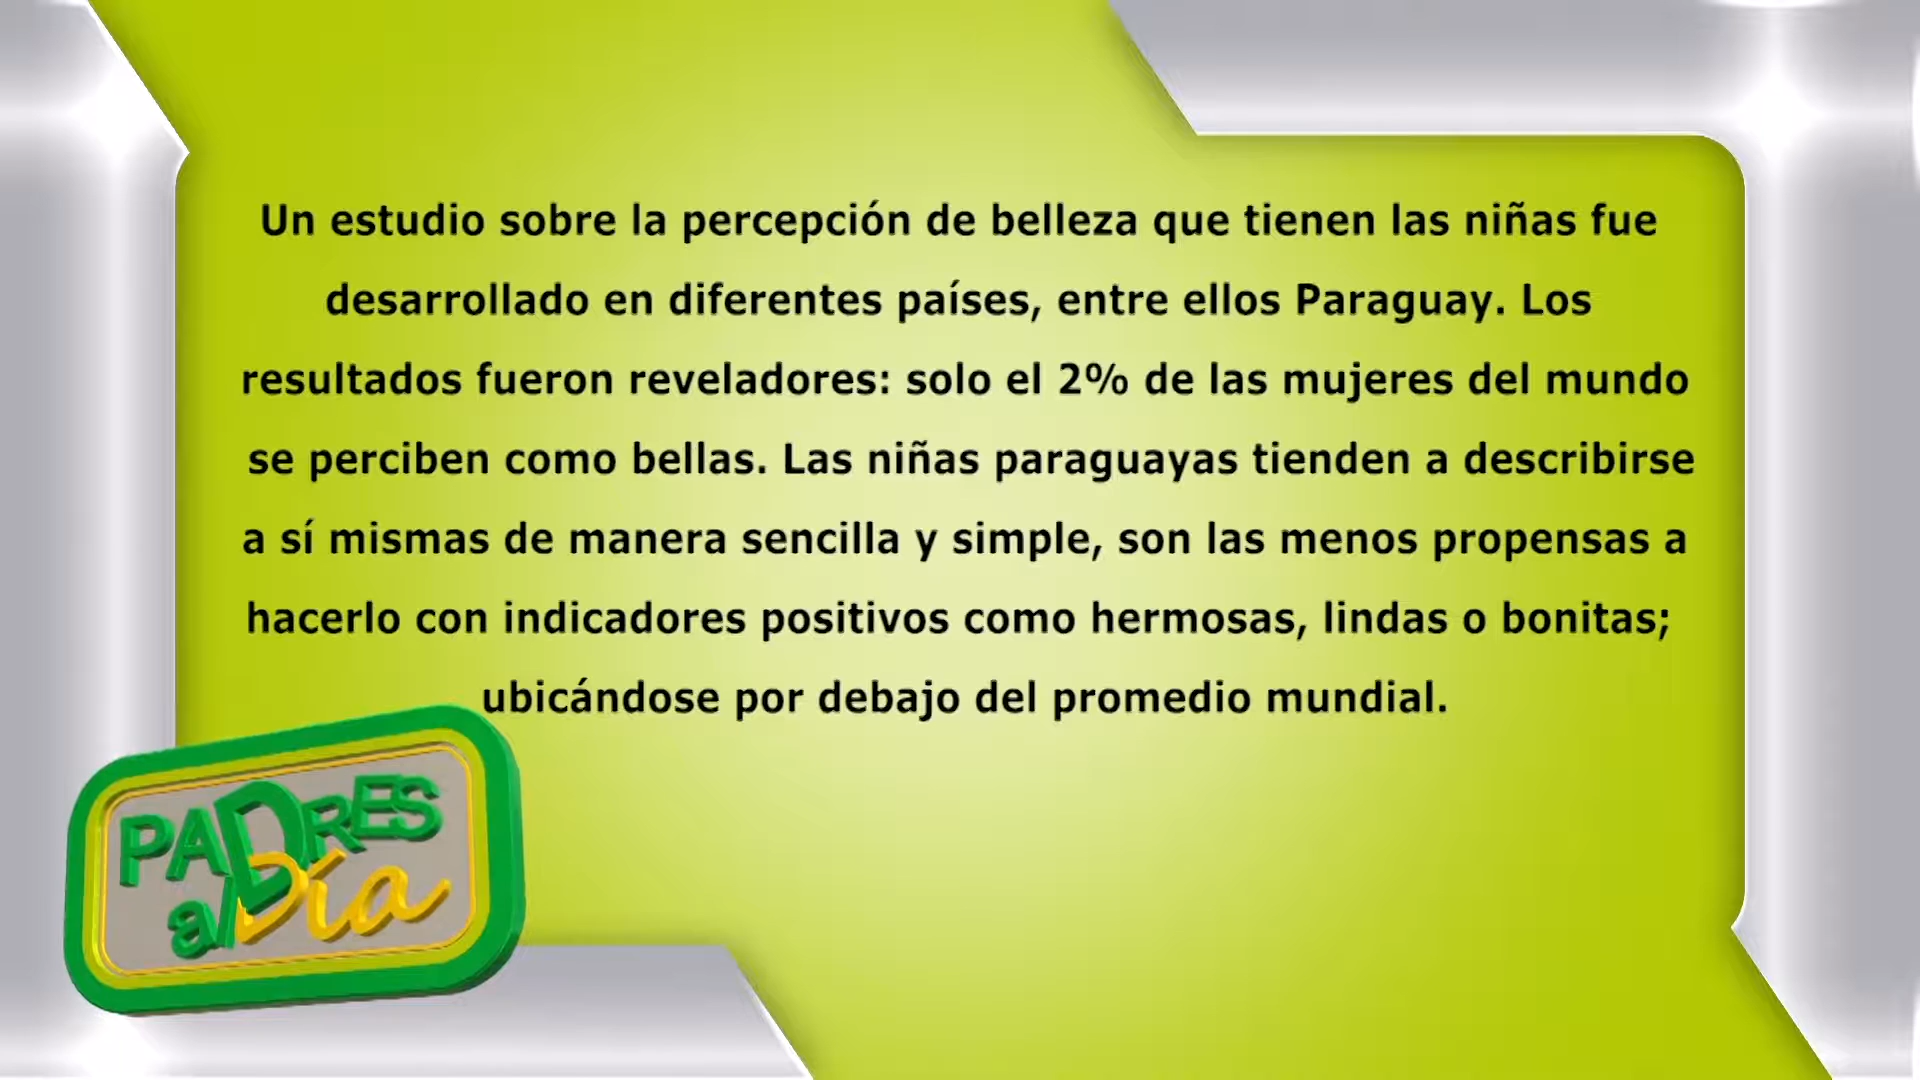 Un estudio sobre la percepción de belleza que tienen las niñas fue
desarrollado en diferentes países, entre ellos Paraguay. Los
resultados fueron reveladores: solo el 2% de las mujeres del mundo
se perciben como bellas. Las niñas paraguayas tienden a describirse
a sí mismas de manera sencilla y simple, son las menos propensas a
hacerlo con indicadores positivos como hermosas, lindas o bonitas;
ubicándose por debajo del promedio mundial.
PADRES
al Día